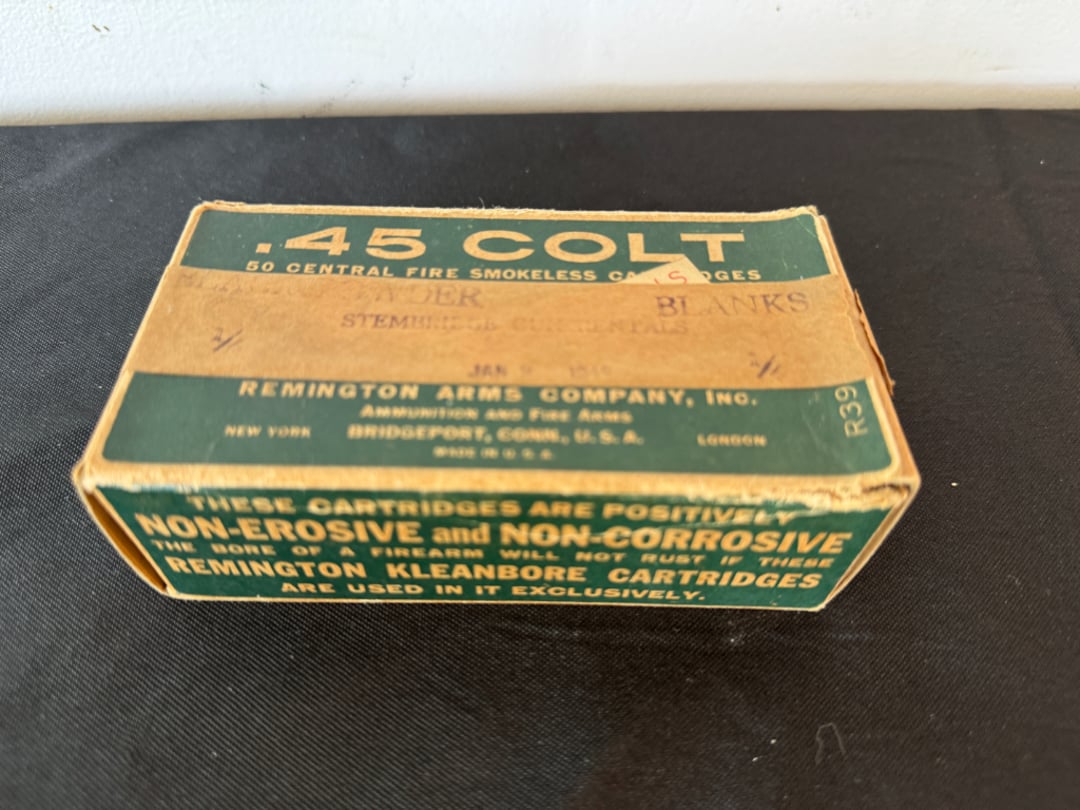 .45 COLT
50 CENTRAL FIRE SMOKELESS
BLANKS
STEMBRIDGE
JAN
REMINGTON ARMS COMPANY, INC.
AMMUNITION AND FIRE ARMS
NEW YORK BRIDGEPORT, CONN., U.S.A. LONDON
MADE IN U.S.A.
R39
THESE CARTRIDGES ARE POSITIVELY
NON-EROSIVE and NON-CORROSIVE
THE BORE OF A FIREARM WILL NOT RUST IF THESE
REMINGTON KLEANBORE CARTRIDGES
ARE USED IN IT EXCLUSIVELY.